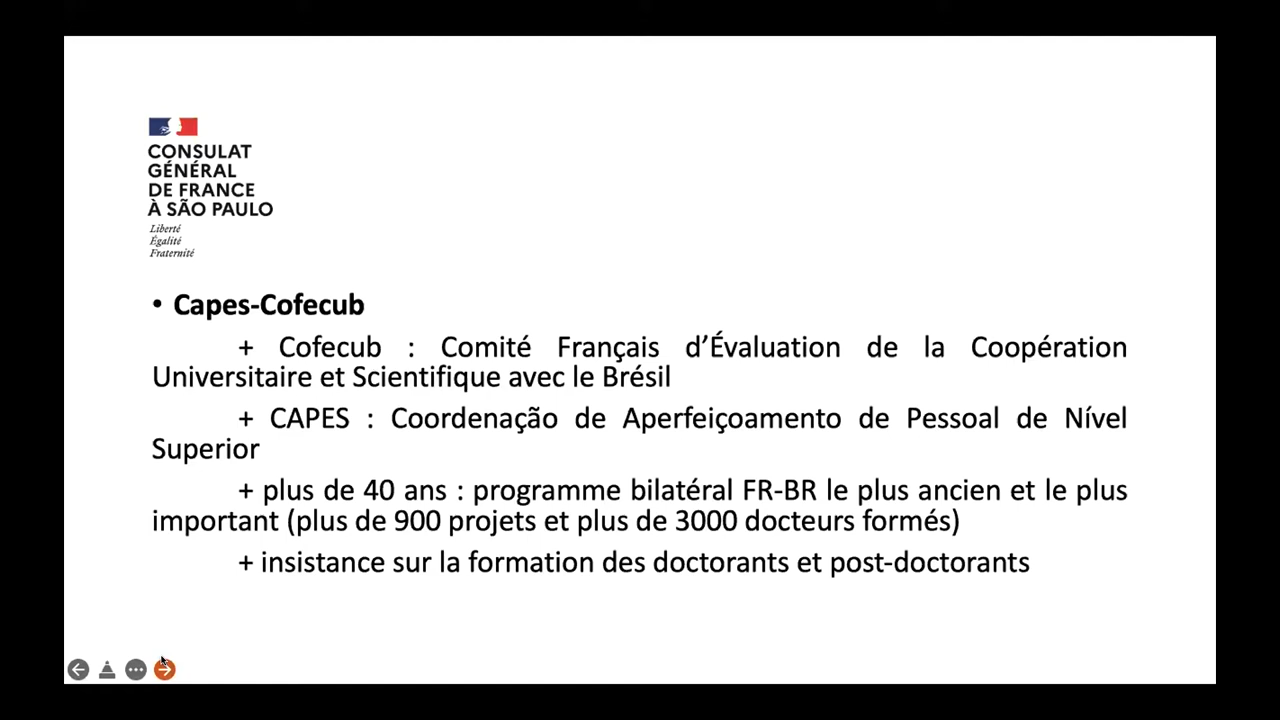 CONSULAT
GÉNÉRAL
DE FRANCE
À SÃO PAULO
Liberté
Égalité
Fraternité
• Capes-Cofecub
+ Cofecub : Comité Français d’Évaluation de la Coopération
Universitaire et Scientifique avec le Brésil
+ CAPES : Coordenação de Aperfeiçoamento de Pessoal de Nível
Superior
+ plus de 40 ans : programme bilatéral FR-BR le plus ancien et le plus
important (plus de 900 projets et plus de 3000 docteurs formés)
+ insistance sur la formation des doctorants et post-doctorants